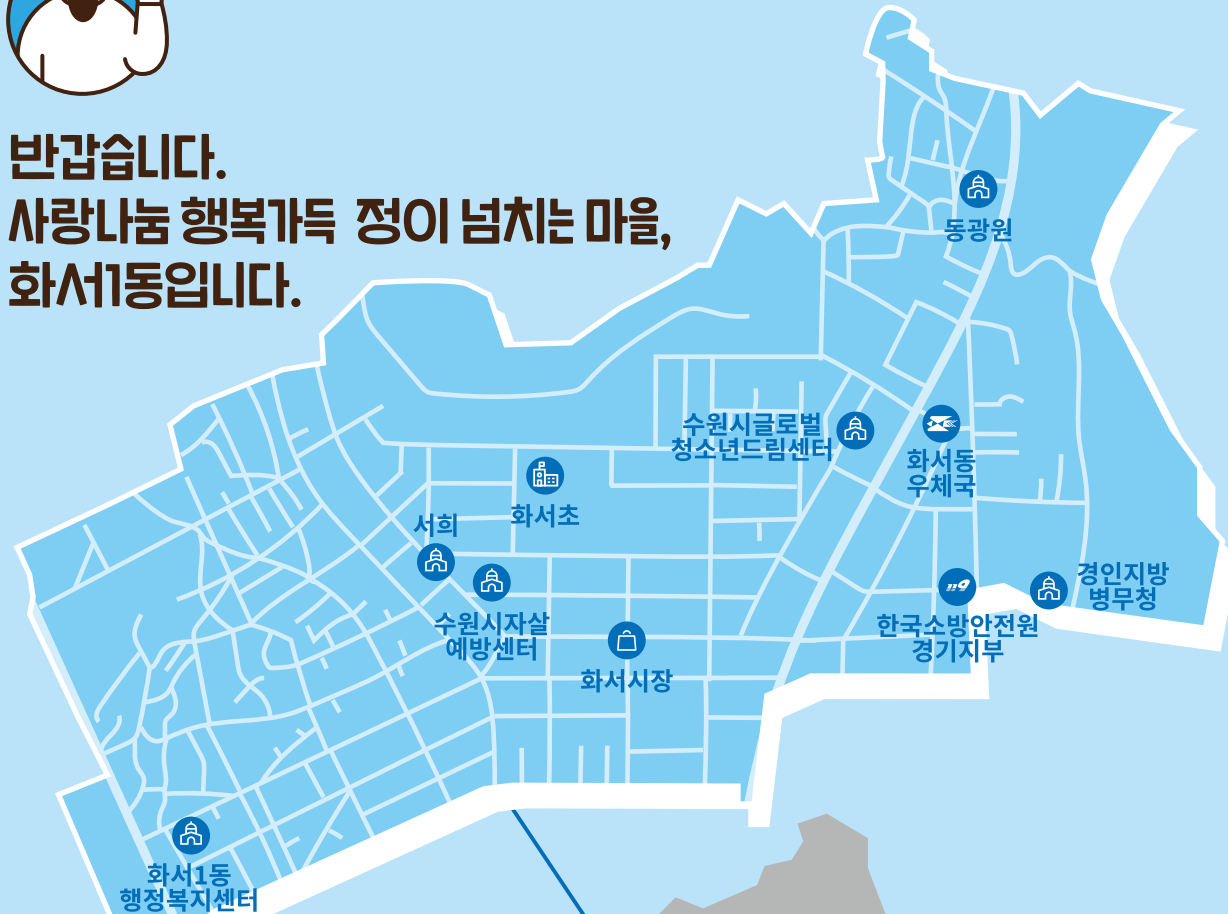 반갑습니다.
사랑나눔 행복가득 정이 넘치는 마을,
화서1동입니다.
동광원
수원시글로벌
청소년드림센터
화서동
우체국
화서초
서희
수원시자살
예방센터
화서시장
119
한국소방안전원
경기지부
경인지방
병무청
화서1동
행정복지센터